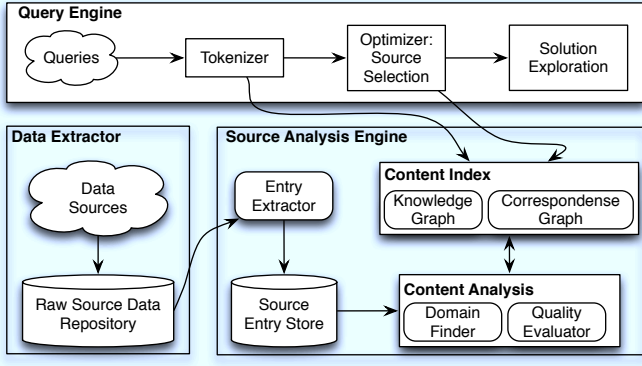 Query Engine
Queries
Tokenizer
Optimizer:
Source
Selection
Solution
Exploration
Data Extractor
Data
Sources
Raw Source Data
Repository
Source Analysis Engine
Entry
Extractor
Source
Entry Store
Content Index
Knowledge
Graph
Correspondense
Graph
Content Analysis
Domain
Finder
Quality
Evaluator